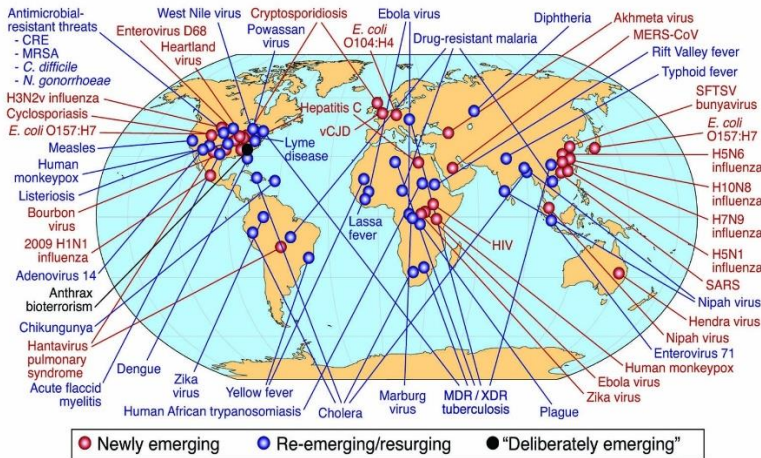 Antimicrobial-
resistant threats
- CRE
- MRSA
- C. difficile
- N. gonorrhoeae
H3N2v influenza
Cyclosporiasis
E. coli O157:H7
Measles
Human
monkeypox
Listeriosis
Bourbon
virus
2009 H1N1
influenza
Adenovirus 14
Anthrax
bioterrorism
Chikungunya
Hantavirus
pulmonary
syndrome
Acute flaccid
myelitis
Enterovirus D68
Heartland
virus
West Nile virus
Powassan
virus
Cryptosporidiosis
E. coli
O104:H4
Ebola virus
Drug-resistant malaria
Diphtheria
Akhmeta virus
MERS-CoV
Rift Valley fever
Typhoid fever
SFTSV
bunyavirus
E. coli
O157:H7
H5N6
influenza
H10N8
influenza
H7N9
influenza
H5N1
influenza
SARS
Nipah virus
Hendra virus
Nipah virus
Enterovirus 71
Human monkeypox
Ebola virus
Zika virus
Hepatitis C
vCJD
Lyme
disease
Lassa
fever
HIV
Dengue
Zika
virus
Yellow fever
Human African trypanosomiasis
Cholera
Marburg
virus
MDR / XDR
tuberculosis
Plague
Newly emerging
Re-emerging/resurging
“Deliberately emerging”